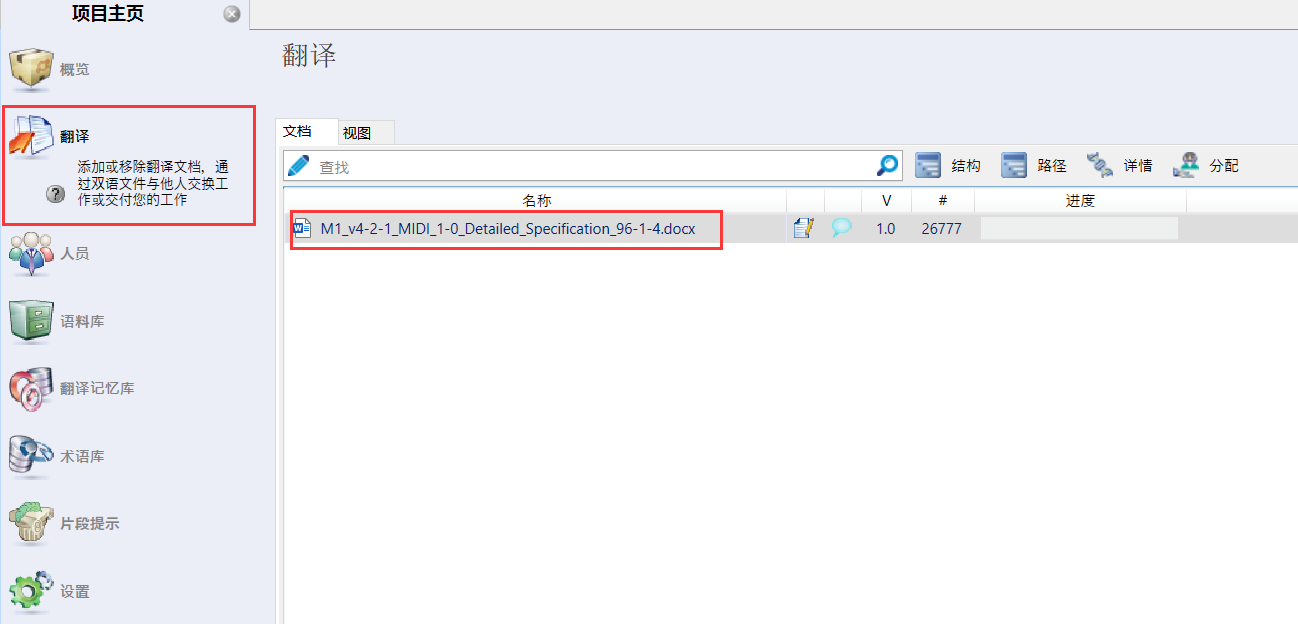 项目主页
概览
翻译
添加或移除翻译文档，通
过双语文件与他人交换工
作或交付您的工作
人员
语料库
翻译记忆库
术语库
片段提示
设置
翻译
文档 视图
查找 结构 路径 详情 分配
名称 V # 进度
M1_v4-2-1_MIDI_1-0_Detailed_Specification_96-1-4.docx 1.0 26777